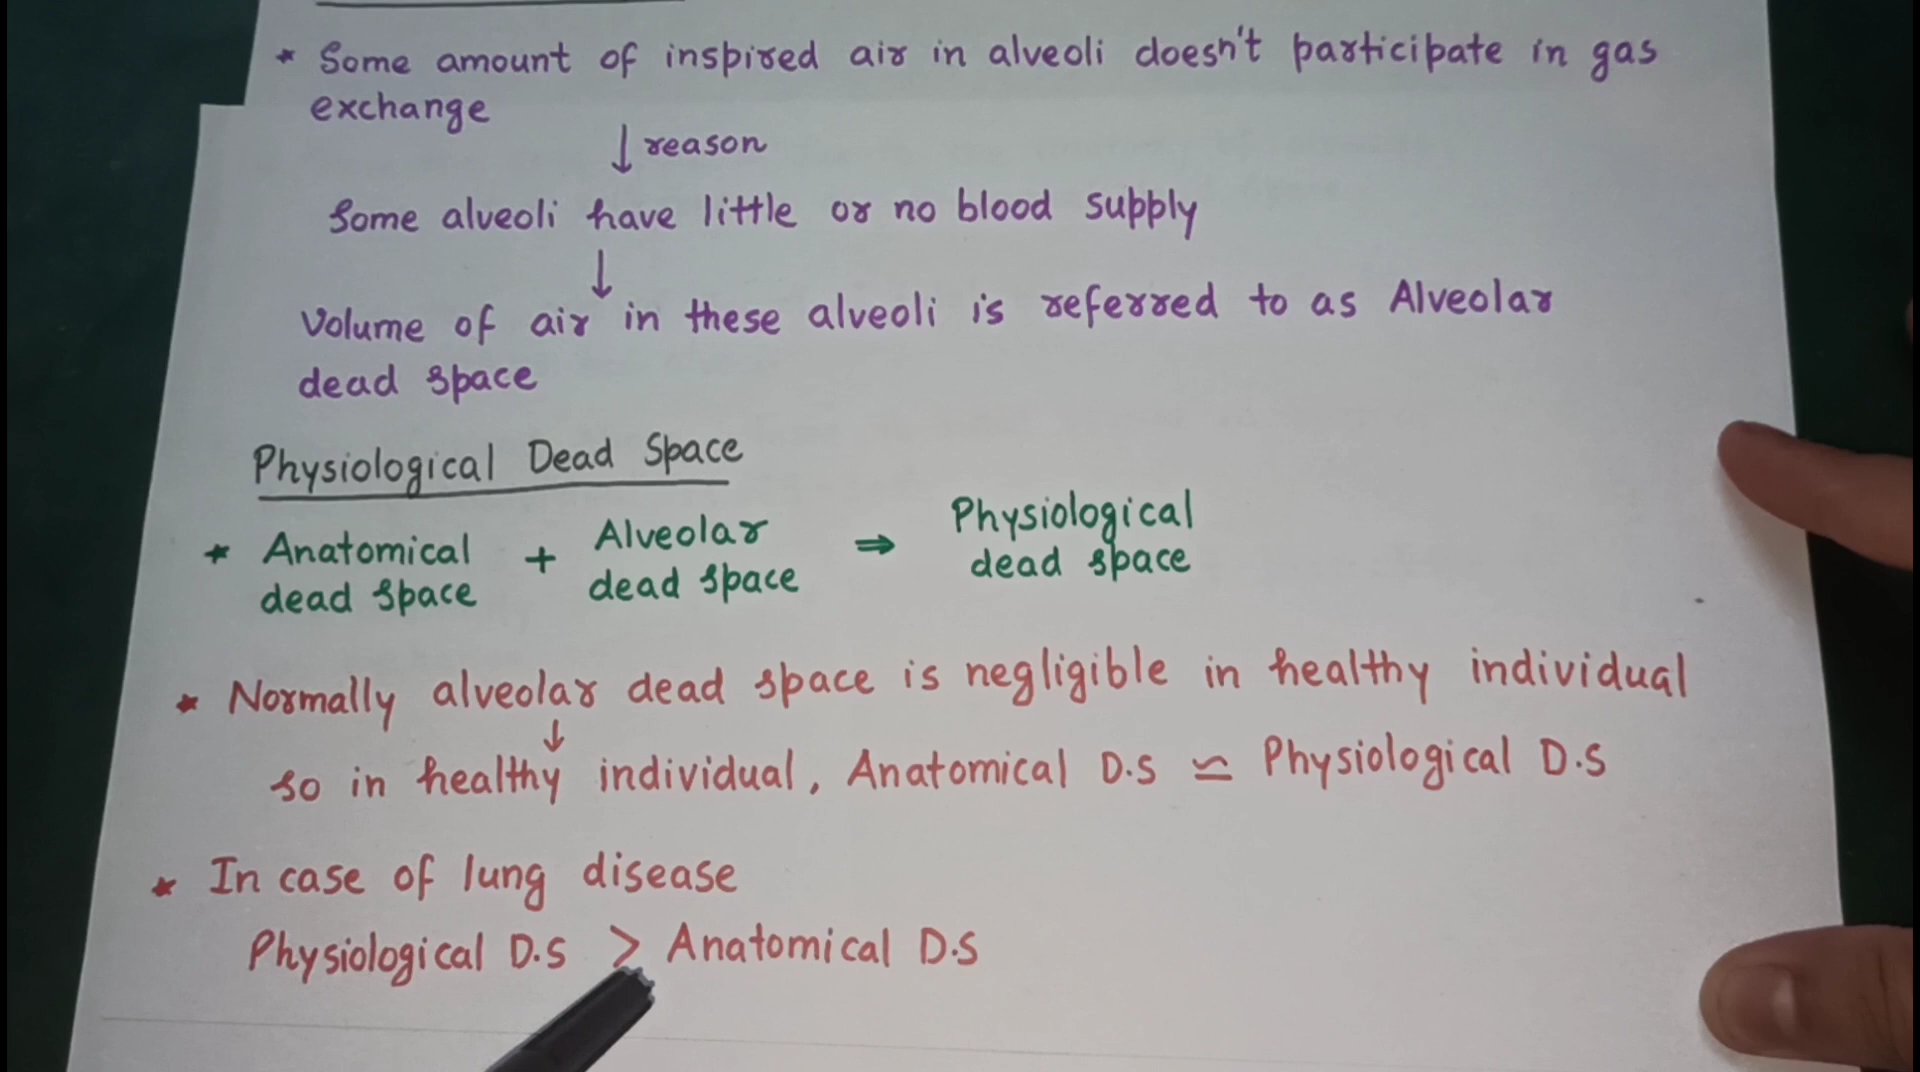 * Some amount of inspired air in alveoli doesn't participate in gas
exchange
↓ reason
Some alveoli have little or no blood supply
↓
Volume of air in these alveoli is referred to as Alveolar
dead space
Physiological Dead Space
* Anatomical dead space + Alveolar dead space ⇒ Physiological dead space
* Normally alveolar dead space is negligible in healthy individual
↓
so in healthy individual, Anatomical D.S ≃ Physiological D.S
* In case of lung disease
Physiological D.S > Anatomical D.S